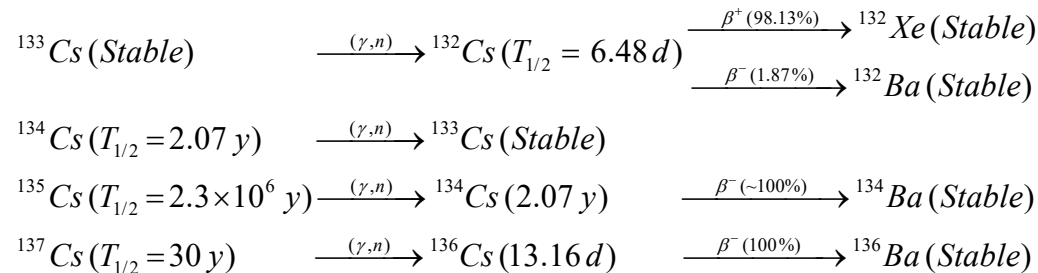 ¹³³Cs (Stable) —(γ,n)→ ¹³²Cs (T₁/₂ = 6.48 d) —β⁺(98.13%)→ ¹³²Xe (Stable)
—β⁻(1.87%)→ ¹³²Ba (Stable)
¹³⁴Cs (T₁/₂ = 2.07 y) —(γ,n)→ ¹³³Cs (Stable)
¹³⁵Cs (T₁/₂ = 2.3×10⁶ y) —(γ,n)→ ¹³⁴Cs (2.07 y) —β⁻(~100%)→ ¹³⁴Ba (Stable)
¹³⁷Cs (T₁/₂ = 30 y) —(γ,n)→ ¹³⁶Cs (13.16 d) —β⁻(100%)→ ¹³⁶Ba (Stable)